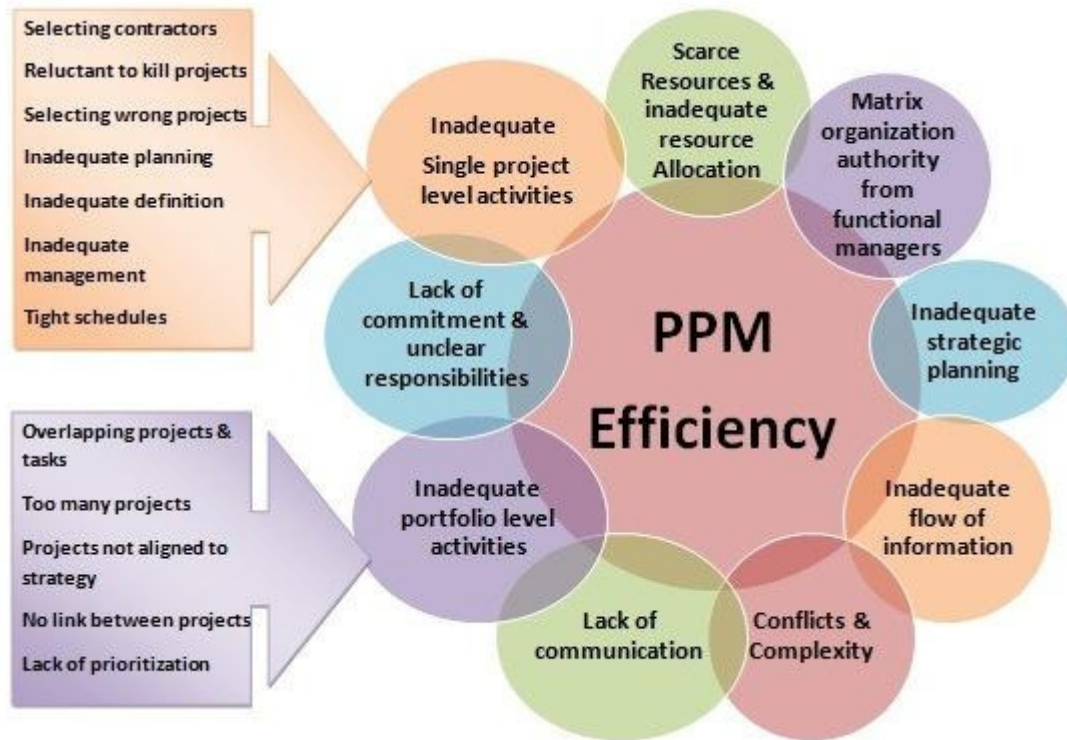 Selecting contractors
Reluctant to kill projects
Selecting wrong projects
Inadequate planning
Inadequate definition
Inadequate
management
Tight schedules
Overlapping projects &
tasks
Too many projects
Projects not aligned to
strategy
No link between projects
Lack of prioritization
Inadequate
Single project
level activities
Scarce
Resources &
inadequate
resource
Allocation
Matrix
organization
authority
from
functional
managers
Inadequate
strategic
planning
Inadequate
flow of
information
Conflicts &
Complexity
Lack of
communication
Inadequate
portfolio level
activities
Lack of
commitment &
unclear
responsibilities
PPM
Efficiency